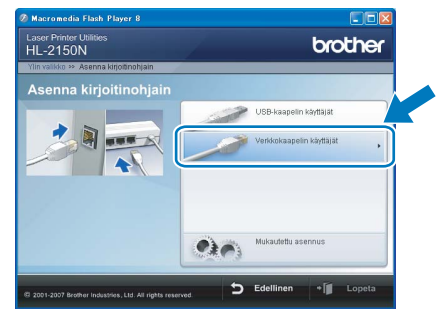 Macromedia Flash Player 8
Laser Printer Utilities
HL-2150N
brother
Ylin valikko >> Asenna kirjoitinohjain
Asenna kirjoitinohjain
USB-kaapelin käyttäjät
Verkkokaapelin käyttäjät
Mukautettu asennus
Edellinen
Lopeta
© 2001-2007 Brother Industries, Ltd. All rights reserved.